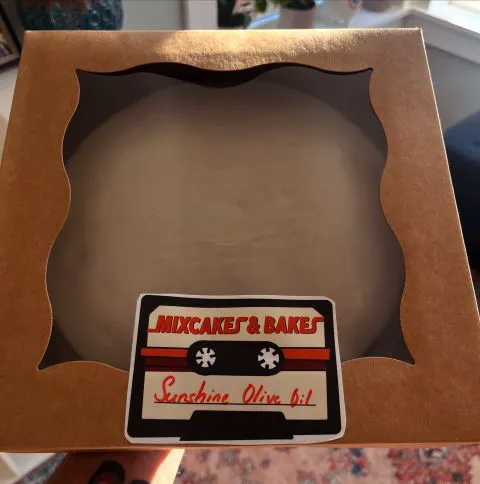 MIXCAKES & BAKES
Sunshine Olive Oil